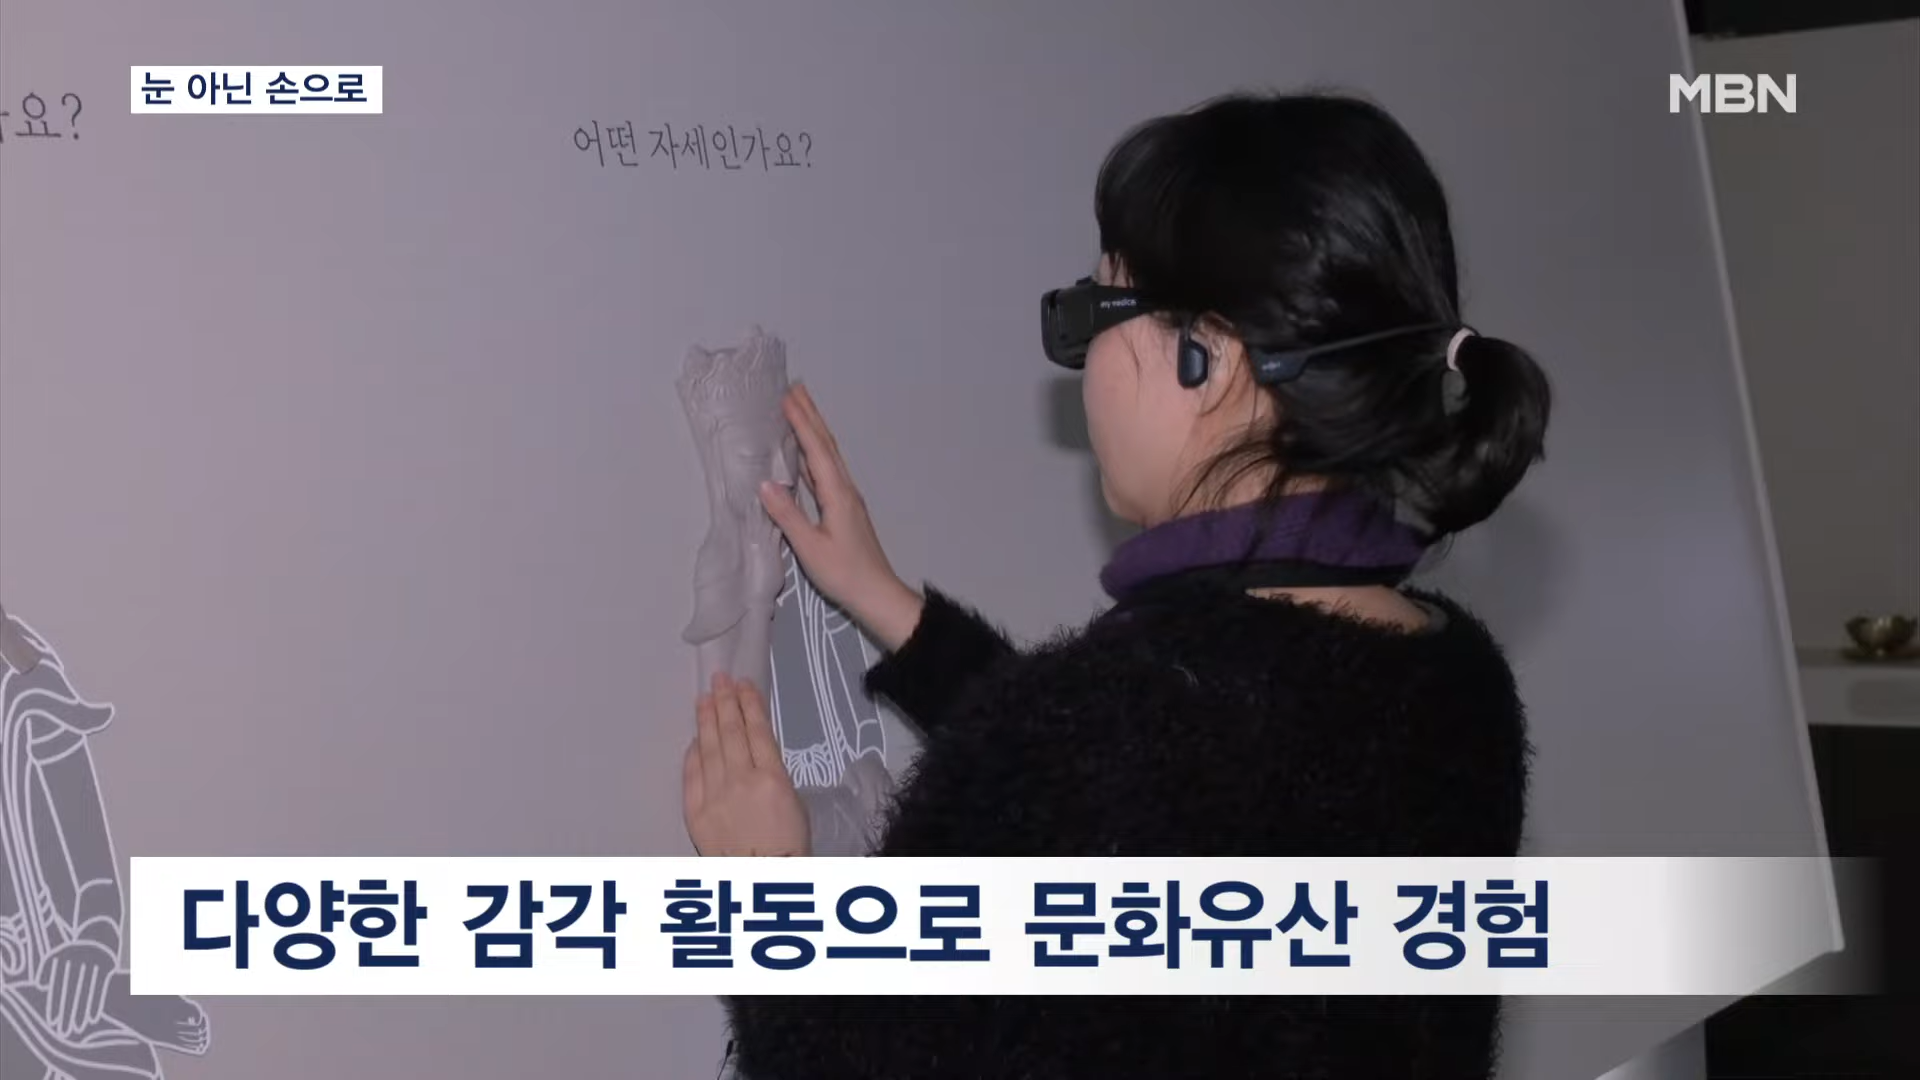 눈 아닌 손으로
MBN
요?
어떤 자세인가요?
다양한 감각 활동으로 문화유산 경험